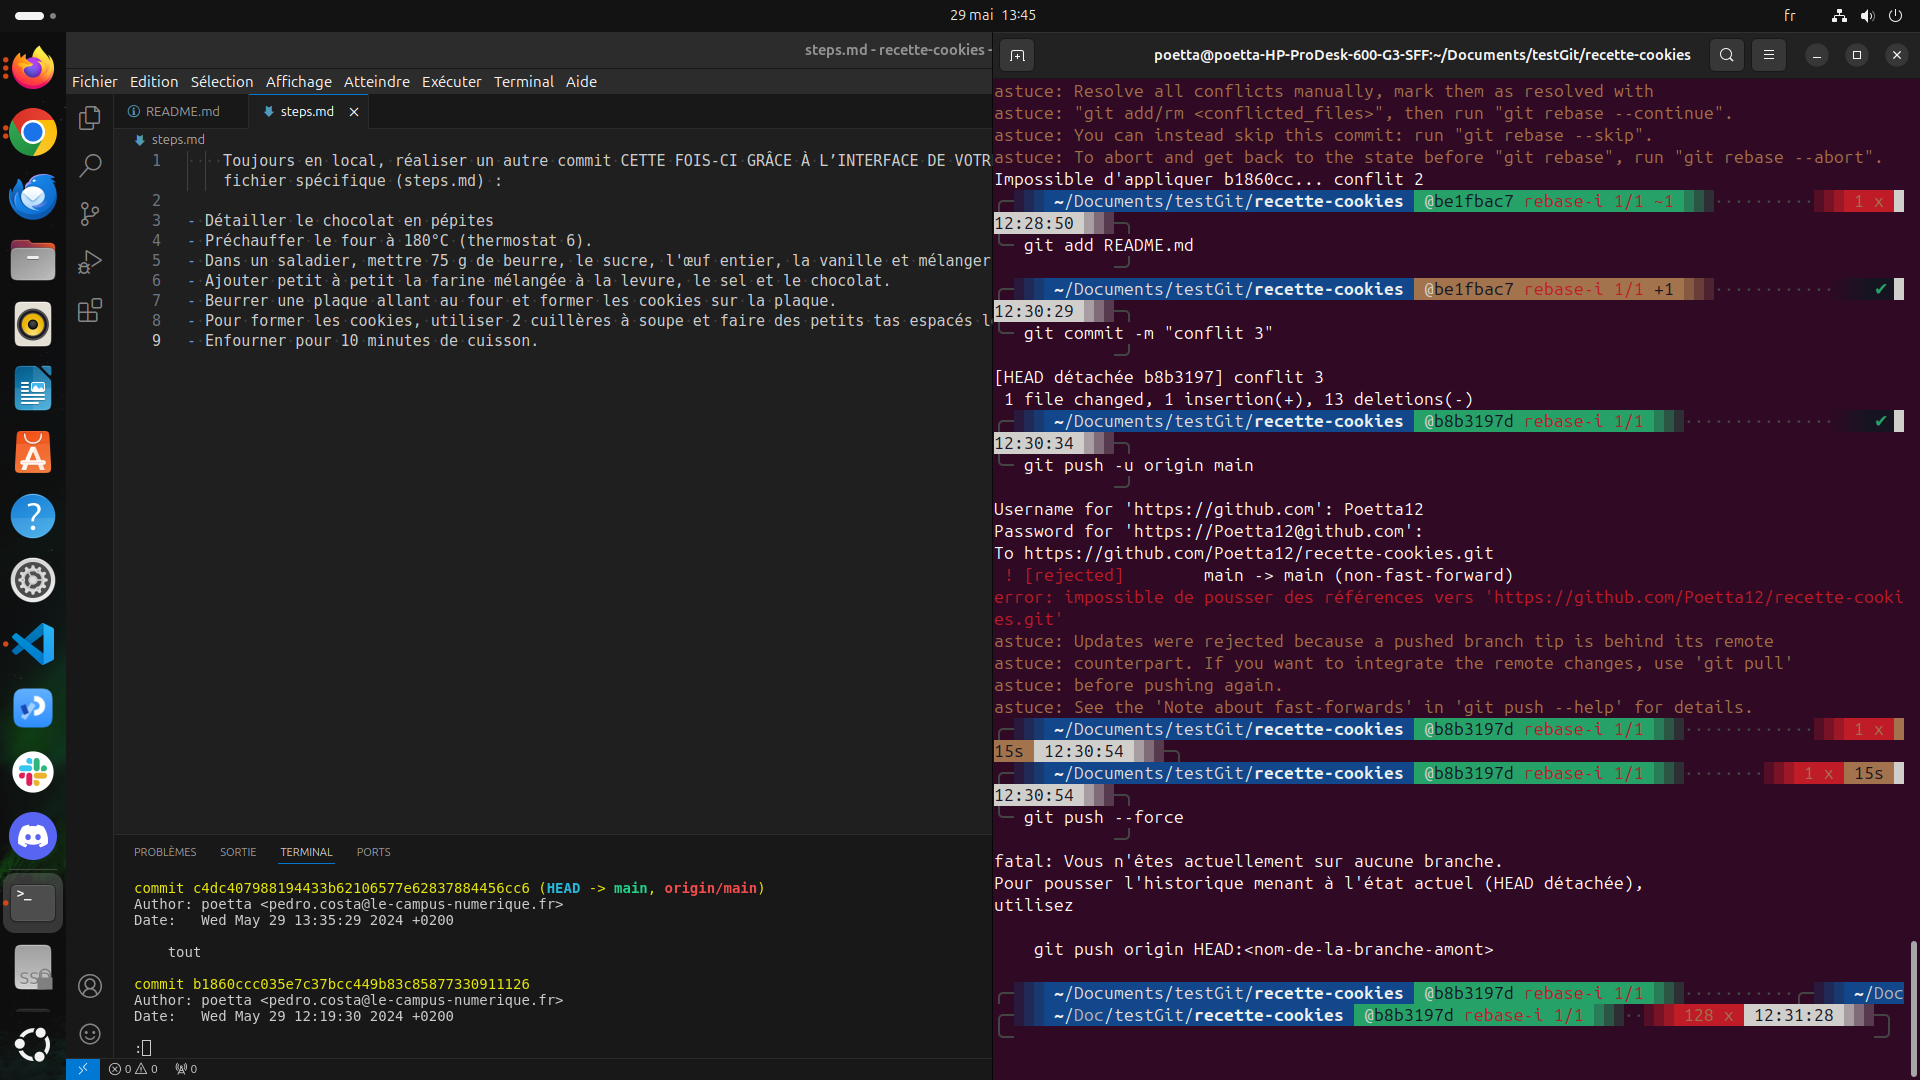 29 mai 13:45
fr
steps.md - recette-cookies -
Fichier Edition Sélection Affichage Atteindre Exécuter Terminal Aide
README.md
steps.md
steps.md
1 Toujours en local, réaliser un autre commit CETTE FOIS-CI GRÂCE À L’INTERFACE DE VOTR
fichier spécifique (steps.md) :
2
3 - Détailler le chocolat en pépites
4 - Préchauffer le four à 180°C (thermostat 6).
5 - Dans un saladier, mettre 75 g de beurre, le sucre, l'œuf entier, la vanille et mélanger
6 - Ajouter petit à petit la farine mélangée à la levure, le sel et le chocolat.
7 - Beurrer une plaque allant au four et former les cookies sur la plaque.
8 - Pour former les cookies, utiliser 2 cuillères à soupe et faire des petits tas espacés l
9 - Enfourner pour 10 minutes de cuisson.
PROBLÈMES SORTIE TERMINAL PORTS
commit c4dc407988194433b62106577e62837884456cc6 (HEAD -> main, origin/main)
Author: poetta <pedro.costa@le-campus-numerique.fr>
Date: Wed May 29 13:35:29 2024 +0200
tout
commit b1860ccc035e7c37bcc449b83c85877330911126
Author: poetta <pedro.costa@le-campus-numerique.fr>
Date: Wed May 29 12:19:30 2024 +0200
:
0 0 0
poetta@poetta-HP-ProDesk-600-G3-SFF:~/Documents/testGit/recette-cookies
astuce: Resolve all conflicts manually, mark them as resolved with
astuce: "git add/rm <conflicted_files>", then run "git rebase --continue".
astuce: You can instead skip this commit: run "git rebase --skip".
astuce: To abort and get back to the state before "git rebase", run "git rebase --abort".
Impossible d'appliquer b1860cc... conflit 2
~/Documents/testGit/recette-cookies @be1fbac7 rebase-i 1/1 ~1 1 x
12:28:50
git add README.md
~/Documents/testGit/recette-cookies @be1fbac7 rebase-i 1/1 +1 ✔
12:30:29
git commit -m "conflit 3"
[HEAD détachée b8b3197] conflit 3
1 file changed, 1 insertion(+), 13 deletions(-)
~/Documents/testGit/recette-cookies @b8b3197d rebase-i 1/1 ✔
12:30:34
git push -u origin main
Username for 'https://github.com': Poetta12
Password for 'https://Poetta12@github.com':
To https://github.com/Poetta12/recette-cookies.git
! [rejected] main -> main (non-fast-forward)
error: impossible de pousser des références vers 'https://github.com/Poetta12/recette-cooki
es.git'
astuce: Updates were rejected because a pushed branch tip is behind its remote
astuce: counterpart. If you want to integrate the remote changes, use 'git pull'
astuce: before pushing again.
astuce: See the 'Note about fast-forwards' in 'git push --help' for details.
~/Documents/testGit/recette-cookies @b8b3197d rebase-i 1/1 1 x
15s 12:30:54
~/Documents/testGit/recette-cookies @b8b3197d rebase-i 1/1 1 x 15s
12:30:54
git push --force
fatal: Vous n'êtes actuellement sur aucune branche.
Pour pousser l'historique menant à l'état actuel (HEAD détachée),
utilisez
git push origin HEAD:<nom-de-la-branche-amont>
~/Documents/testGit/recette-cookies @b8b3197d rebase-i 1/1 ~/Doc
~/Doc/testGit/recette-cookies @b8b3197d rebase-i 1/1 128 x 12:31:28